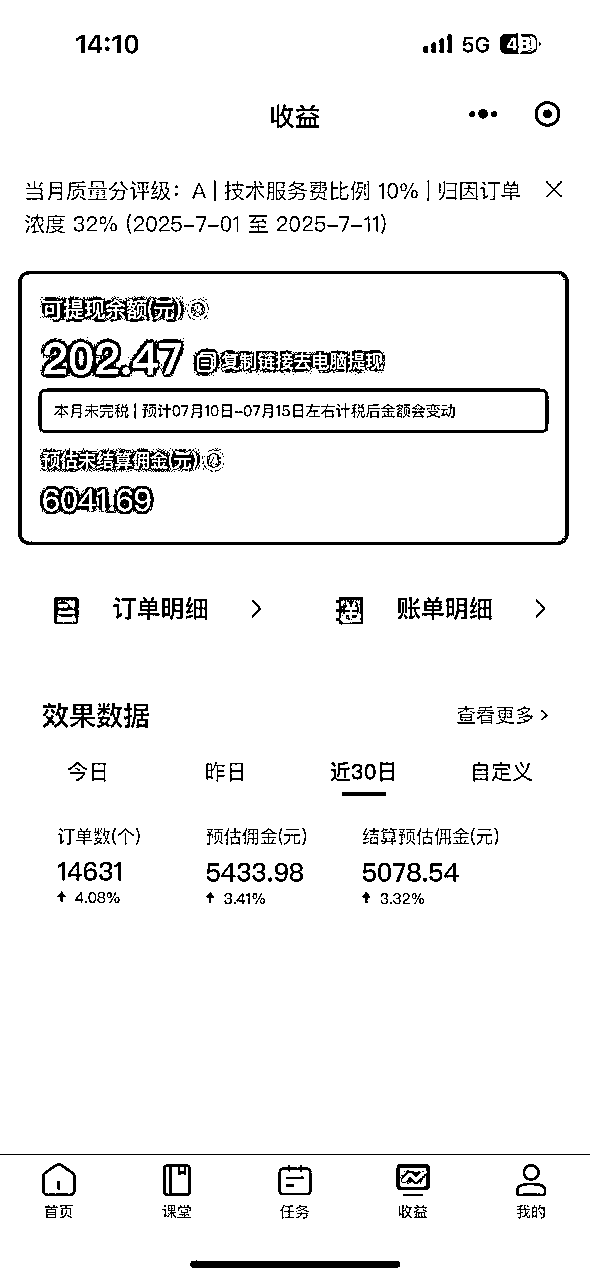 14:10
5G
收益
当月质量分评级：A | 技术服务费比例 10% | 归因订单
浓度 32% (2025-7-01 至 2025-7-11)
可提现余额(元)
202.47 复制链接去电脑提现
本月未完税 | 预计07月10日-07月15日左右计税后金额会变动
预估未结算佣金(元)
6041.69
订单明细 账单明细
效果数据 查看更多
今日 昨日 近30日 自定义
订单数(个) 预估佣金(元) 结算预估佣金(元)
14631 5433.98 5078.54
4.08% 3.41% 3.32%
首页 课堂 任务 收益 我的